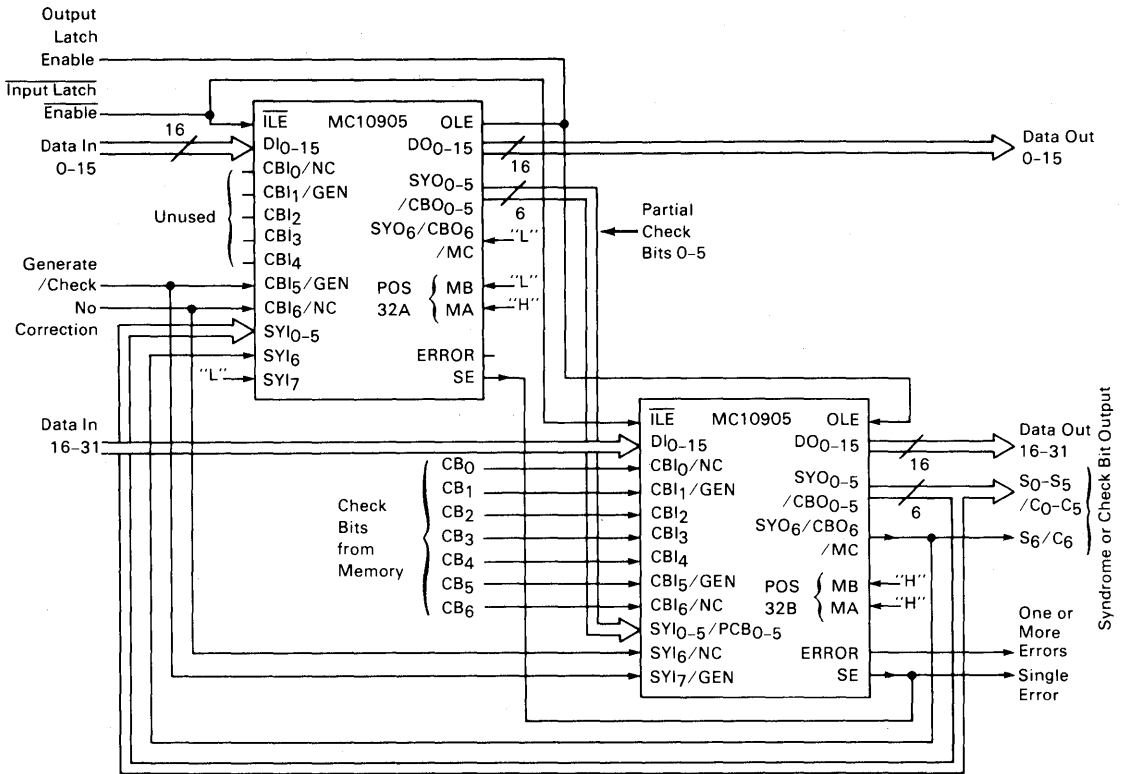 Output
Latch
Enable
Input Latch
Enable
Data In
0–15
16
Unused
Generate
/Check
No
Correction
"L"
ILE
MC10905
OLE
DI0–15
DO0–15
16
CBI0/NC
CBI1/GEN
SYO0–5
/CBO0–5
6
CBI2
CBI3
SYO6/CBO6
/MC
"L"
CBI4
CBI5/GEN
POS
32A
MB
"L"
CBI6/NC
MA
"H"
SYI0–5
SYI6
ERROR
SYI7
SE
Data Out
0–15
Partial
Check
Bits 0–5
Data In
16–31
Check
Bits
from
Memory
CB0
CB1
CB2
CB3
CB4
CB5
CB6
ILE
MC10905
OLE
DI0–15
DO0–15
16
CBI0/NC
CBI1/GEN
SYO0–5
/CBO0–5
6
CBI2
CBI3
SYO6/CBO6
/MC
CBI4
CBI5/GEN
POS
32B
MB
"H"
CBI6/NC
MA
"H"
SYI0–5/PCB0–5
SYI6/NC
ERROR
SYI7/GEN
SE
Data Out
16–31
S0–S5
/C0–C5
S6/C6
Syndrome or Check Bit Output
One or
More
Errors
Single
Error